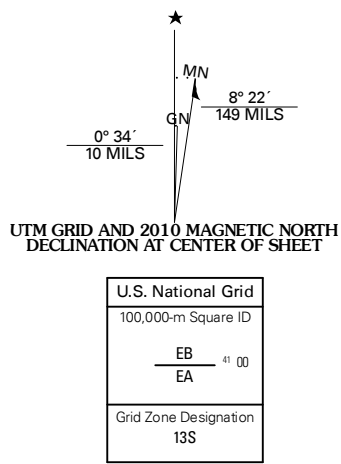 ★
MN
8° 22´
149 MILS
GN
0° 34´
10 MILS
UTM GRID AND 2010 MAGNETIC NORTH
DECLINATION AT CENTER OF SHEET
U.S. National Grid
100,000-m Square ID
EB
41 00
EA
Grid Zone Designation
13S